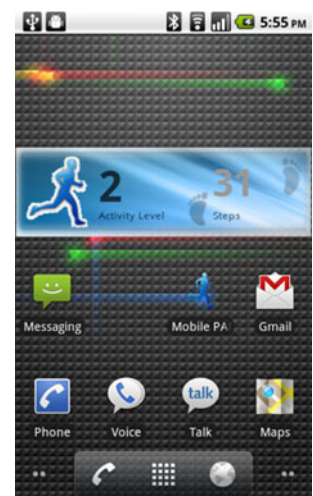 5:55 PM
2
31
Activity Level
Steps
Messaging
Mobile PA
Gmail
talk
Phone
Voice
Talk
Maps